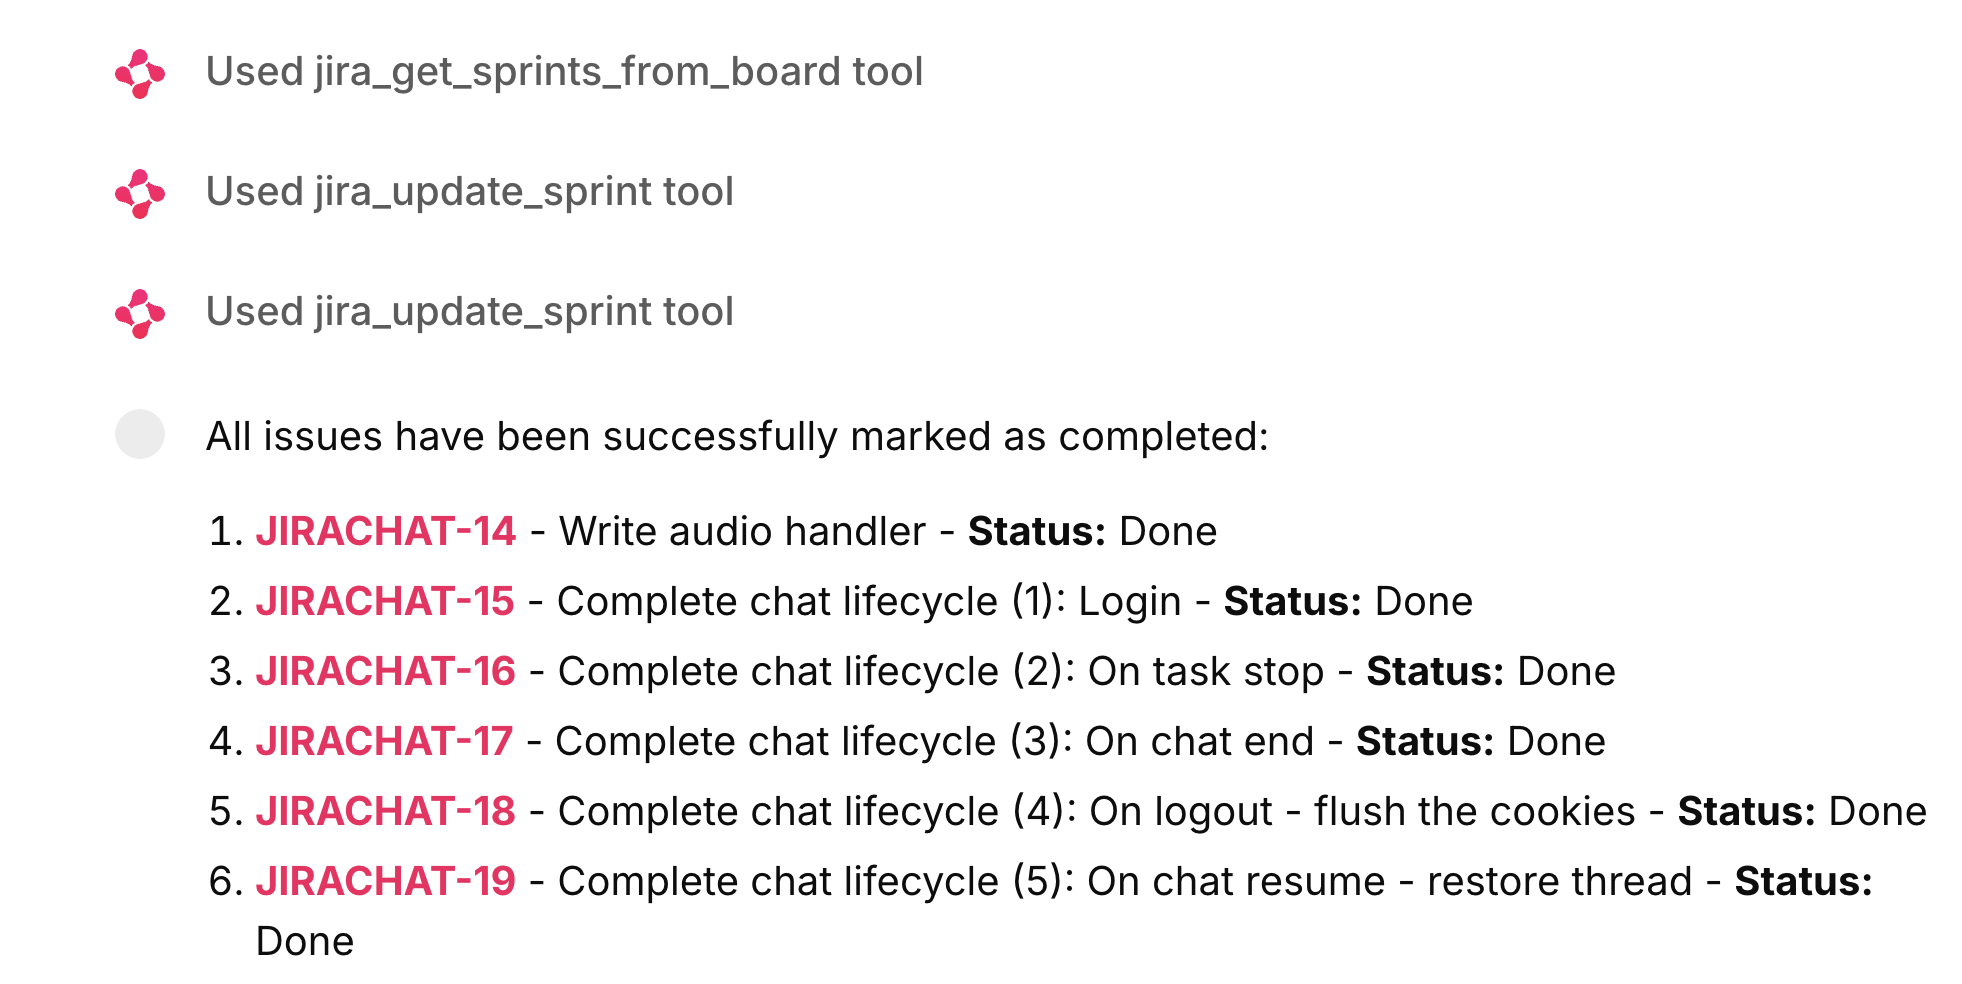 Used jira_get_sprints_from_board tool
Used jira_update_sprint tool
Used jira_update_sprint tool
All issues have been successfully marked as completed:
1. JIRACHAT-14 - Write audio handler - Status: Done
2. JIRACHAT-15 - Complete chat lifecycle (1): Login - Status: Done
3. JIRACHAT-16 - Complete chat lifecycle (2): On task stop - Status: Done
4. JIRACHAT-17 - Complete chat lifecycle (3): On chat end - Status: Done
5. JIRACHAT-18 - Complete chat lifecycle (4): On logout - flush the cookies - Status: Done
6. JIRACHAT-19 - Complete chat lifecycle (5): On chat resume - restore thread - Status:
Done